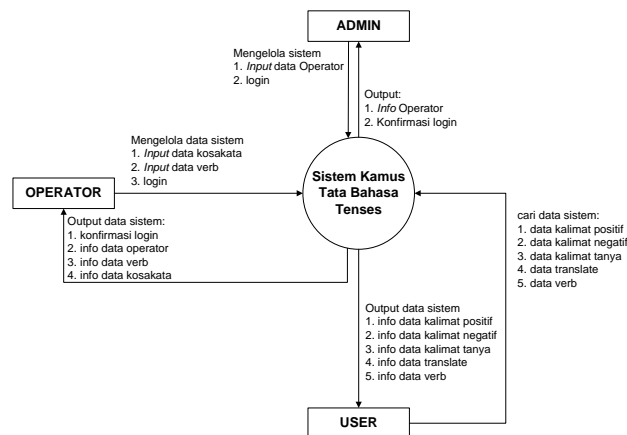 ADMIN
Mengelola sistem
1. Input data Operator
2. login
Output:
1. Info Operator
2. Konfirmasi login
Mengelola data sistem
1. Input data kosakata
2. Input data verb
3. login
Sistem Kamus
Tata Bahasa
Tenses
OPERATOR
Output data sistem:
1. konfirmasi login
2. info data operator
3. info data verb
4. info data kosakata
cari data sistem:
1. data kalimat positif
2. data kalimat negatif
3. data kalimat tanya
4. data translate
5. data verb
Output data sistem
1. info data kalimat positif
2. info data kalimat negatif
3. info data kalimat tanya
4. info data translate
5. info data verb
USER